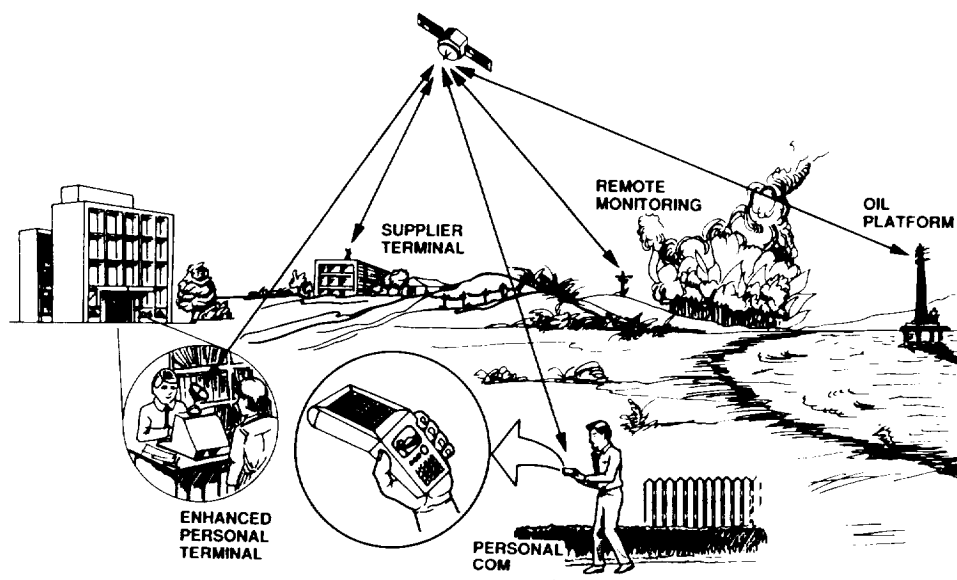 SUPPLIER
TERMINAL
REMOTE
MONITORING
OIL
PLATFORM
ENHANCED
PERSONAL
TERMINAL
PERSONAL
COM